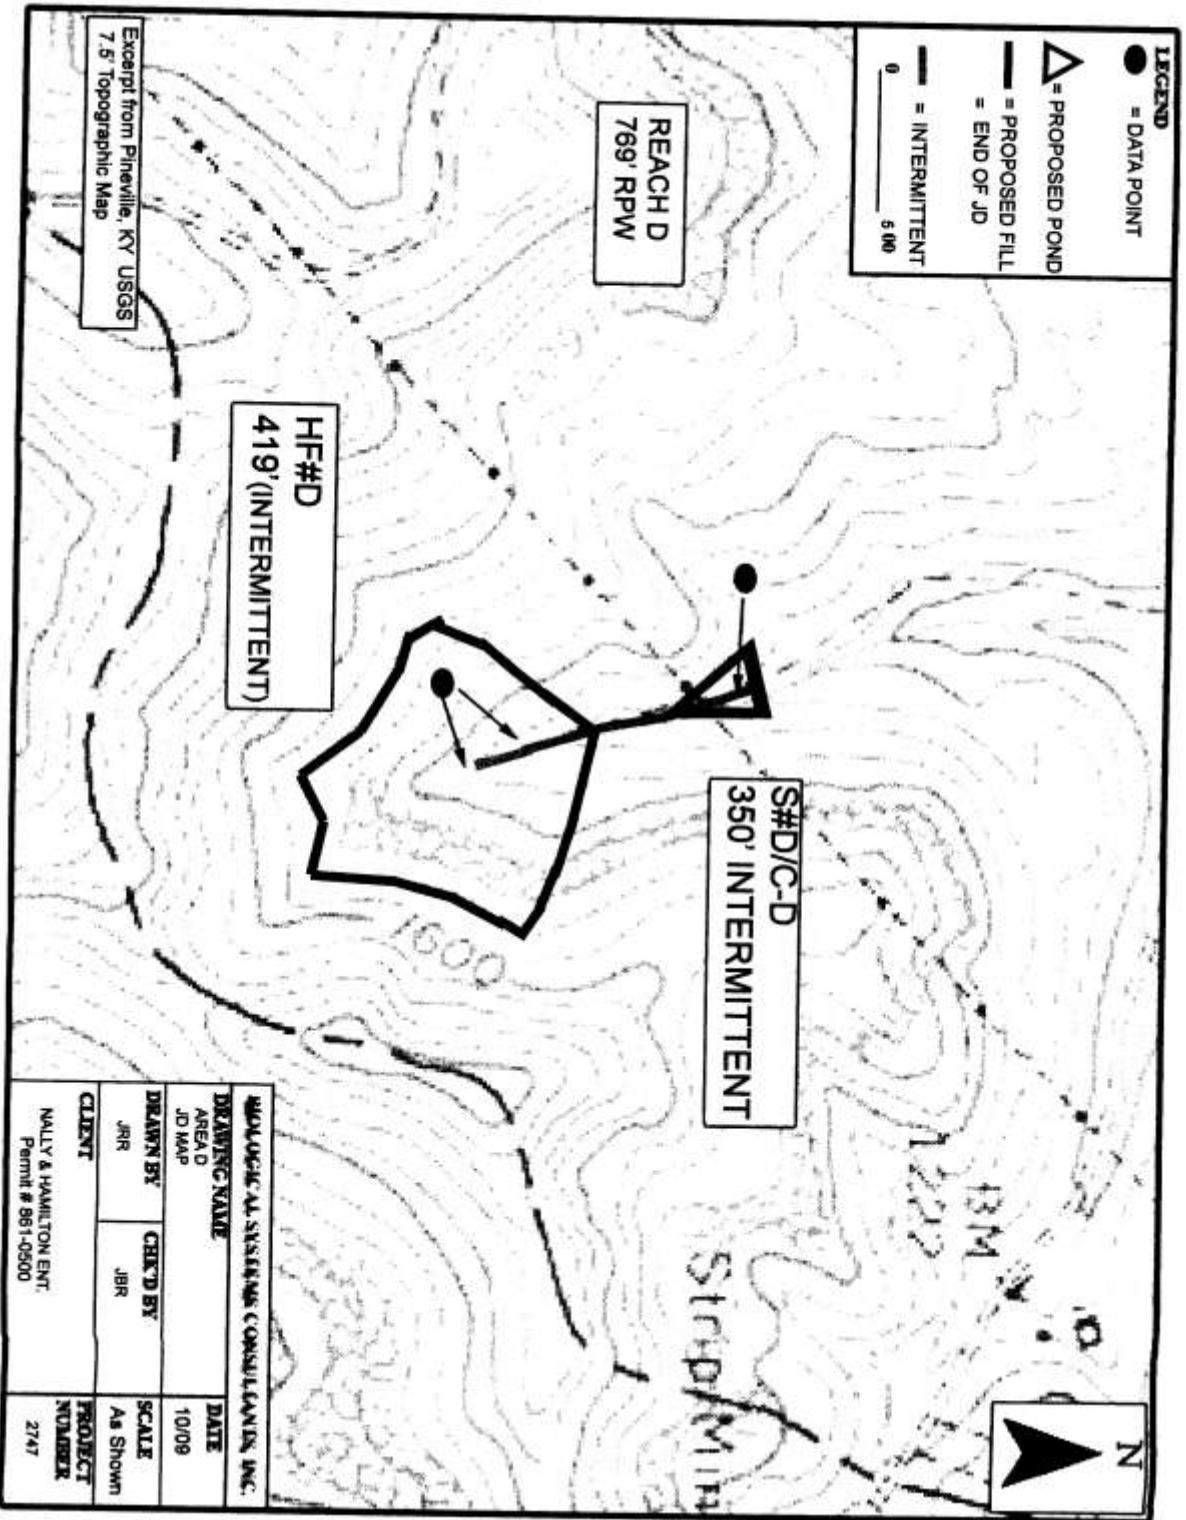 LEGEND
= DATA POINT
= PROPOSED POND
= PROPOSED FILL
= END OF JD
= INTERMITTENT
0 500
REACH D
769' RPW
Excerpt from Pineville, KY USGS
7.5' Topographic Map
HF#D
419' (INTERMITTENT)
S#D/C-D
350' INTERMITTENT
1600
BM
Strip Min
N
BIOLOGICAL SYSTEMS CONSULTANTS, INC.
DRAWING NAME
AREA D
JD MAP
DATE
10/09
DRAWN BY
JRR
CHK'D BY
JBR
SCALE
As Shown
CLIENT
NALLY & HAMILTON ENT.
Permit # 861-0500
PROJECT
NUMBER
2747